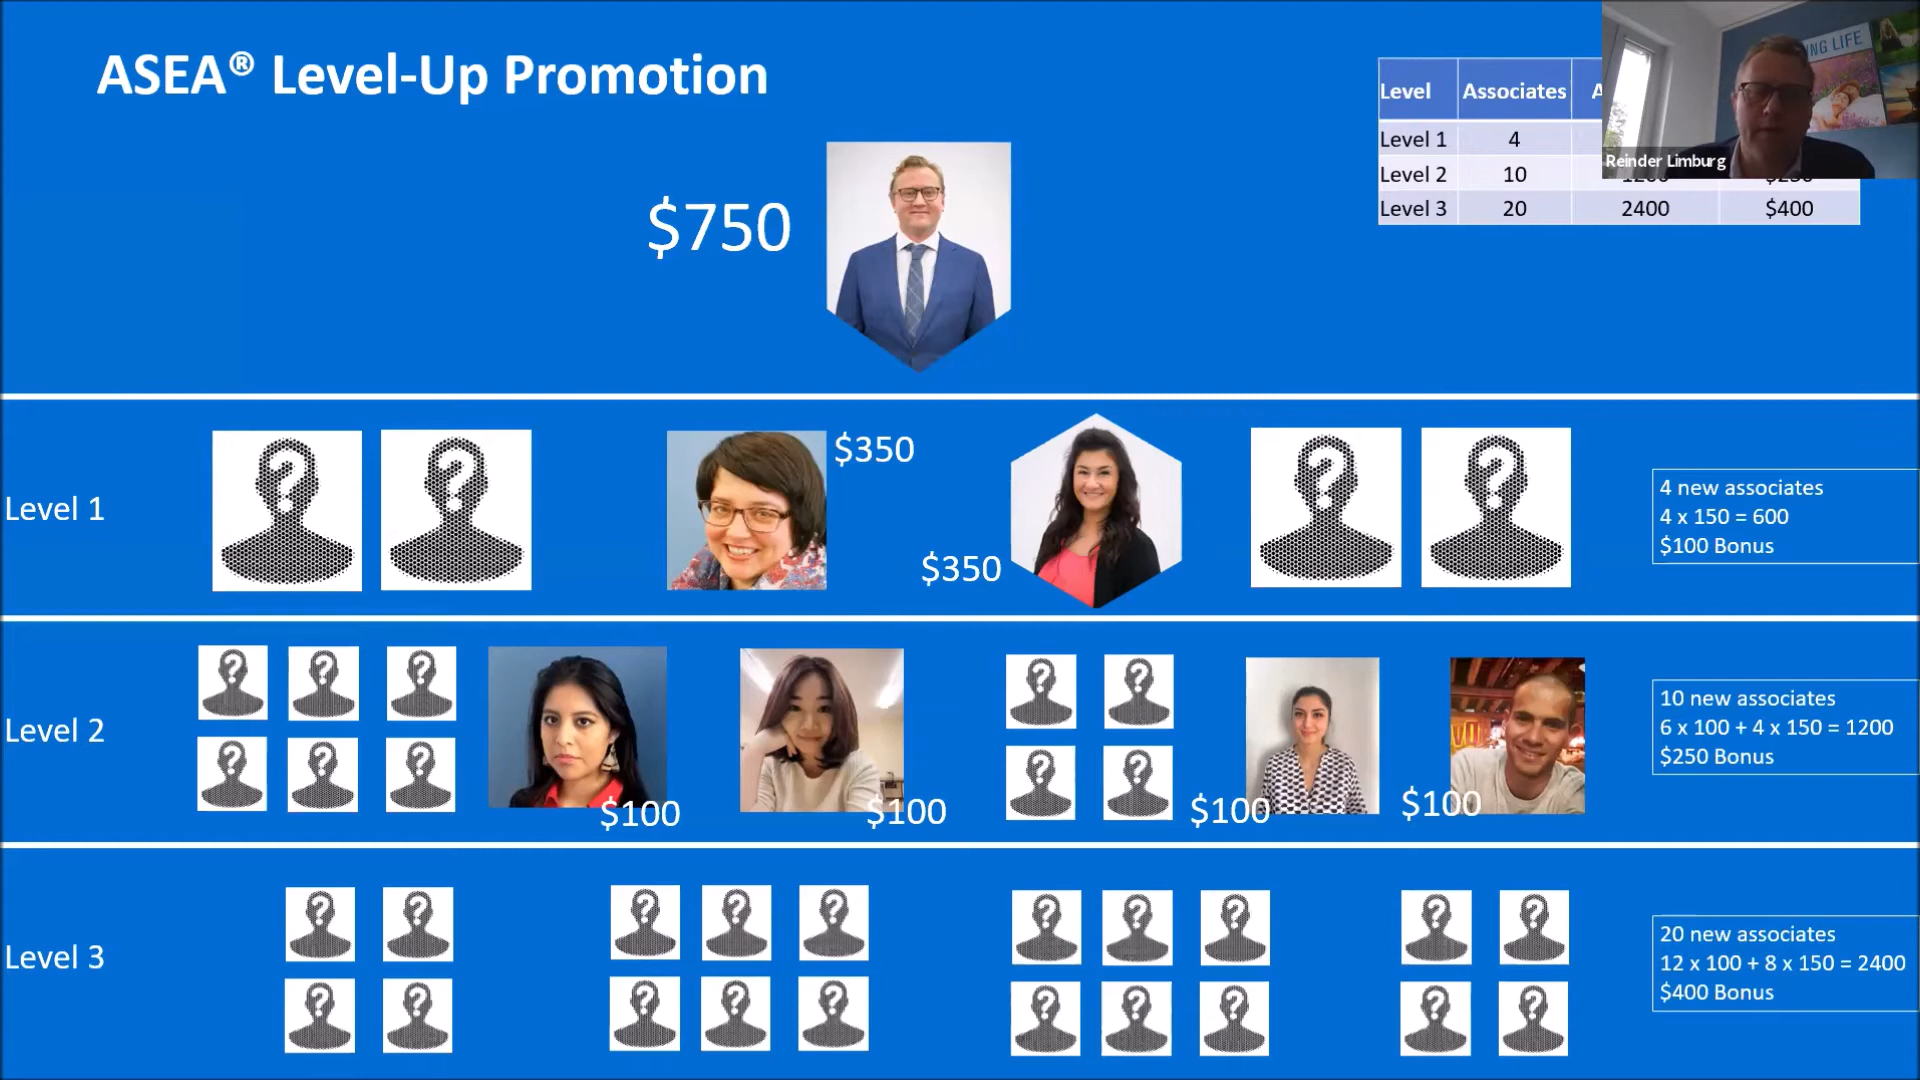 ASEA® Level-Up Promotion
Level Associates
Level 1 4
Level 2 10
Level 3 20 2400 $400
ING LIFE
Reinder Limburg
$750
Level 1
$350
$350
4 new associates
4 x 150 = 600
$100 Bonus
Level 2
$100
$100
$100
$100
10 new associates
6 x 100 + 4 x 150 = 1200
$250 Bonus
Level 3
20 new associates
12 x 100 + 8 x 150 = 2400
$400 Bonus